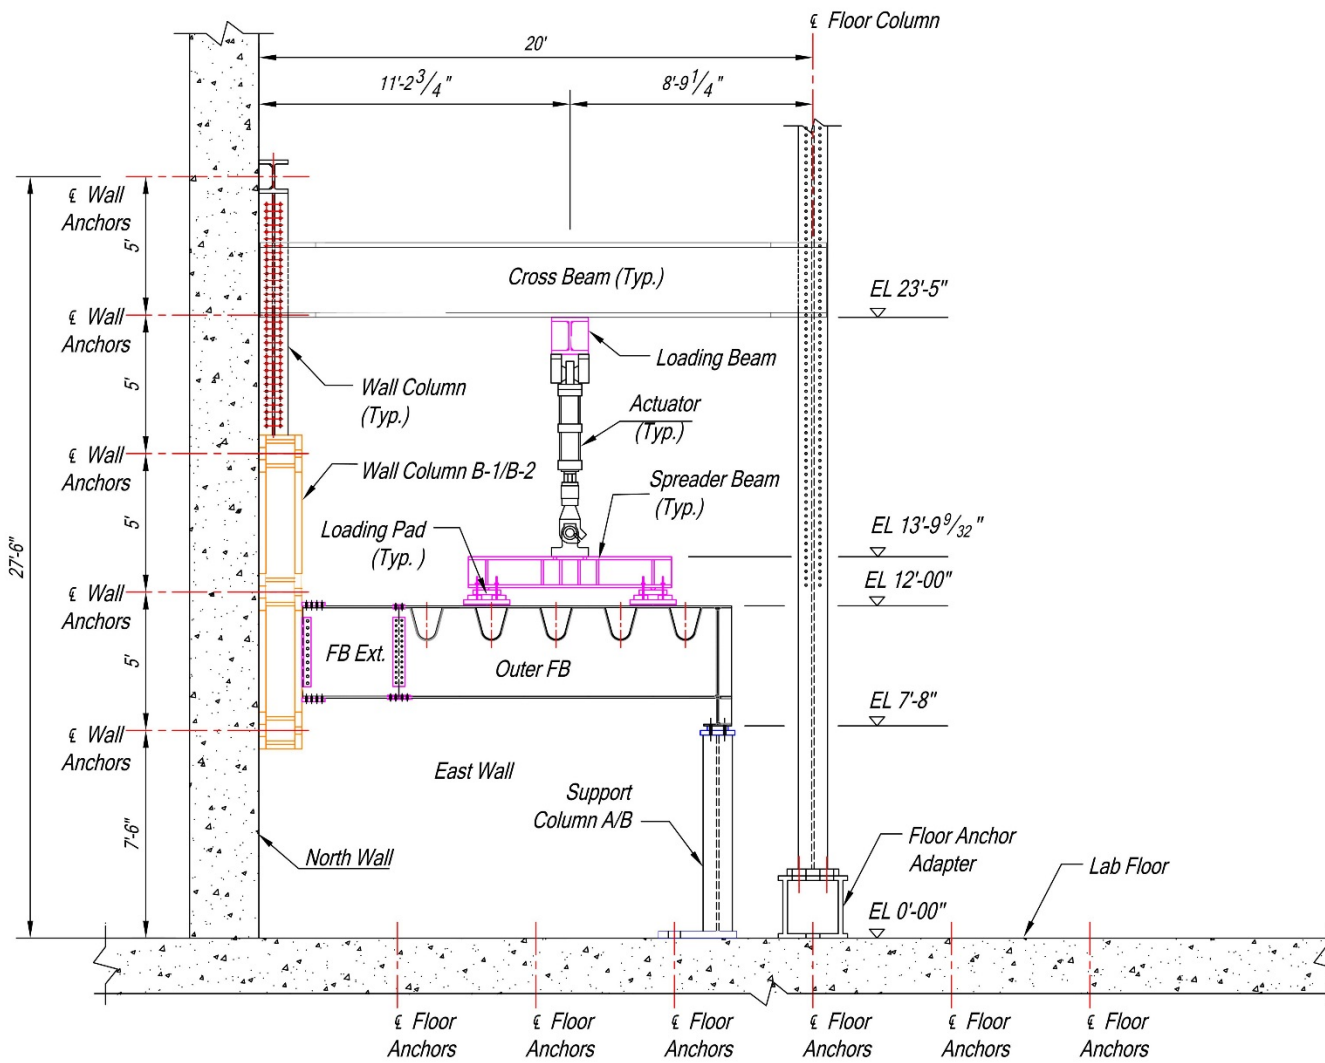 ℄ Floor Column
20'
11'-2 3/4"
8'-9 1/4"
℄ Wall
Anchors
5'
Cross Beam (Typ.)
EL 23'-5"
℄ Wall
Anchors
Loading Beam
5'
Wall Column
(Typ.)
Actuator
(Typ.)
℄ Wall
Anchors
Wall Column B-1/B-2
Spreader Beam
(Typ.)
5'
Loading Pad
(Typ. )
EL 13'-9 9/32"
27'-6"
EL 12'-00"
℄ Wall
Anchors
5'
FB Ext.
Outer FB
EL 7'-8"
℄ Wall
Anchors
East Wall
Support
Column A/B
7'-6"
North Wall
Floor Anchor
Adapter
Lab Floor
EL 0'-00"
℄ Floor
Anchors
℄ Floor
Anchors
℄ Floor
Anchors
℄ Floor
Anchors
℄ Floor
Anchors
℄ Floor
Anchors